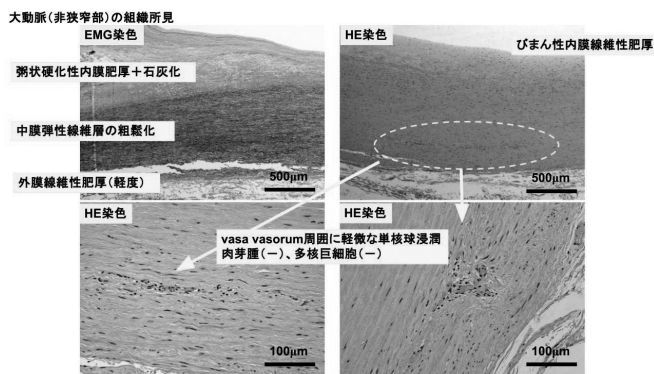 大動脈（非狭窄部）の組織所見
EMG染色
粥状硬化性内膜肥厚＋石灰化
中膜弾性線維層の粗鬆化
外膜線維性肥厚（軽度）
500μm
HE染色
びまん性内膜線維性肥厚
500μm
HE染色
vasa vasorum周囲に軽微な単核球浸潤
肉芽腫（ー）、多核巨細胞（ー）
100μm
HE染色
100μm